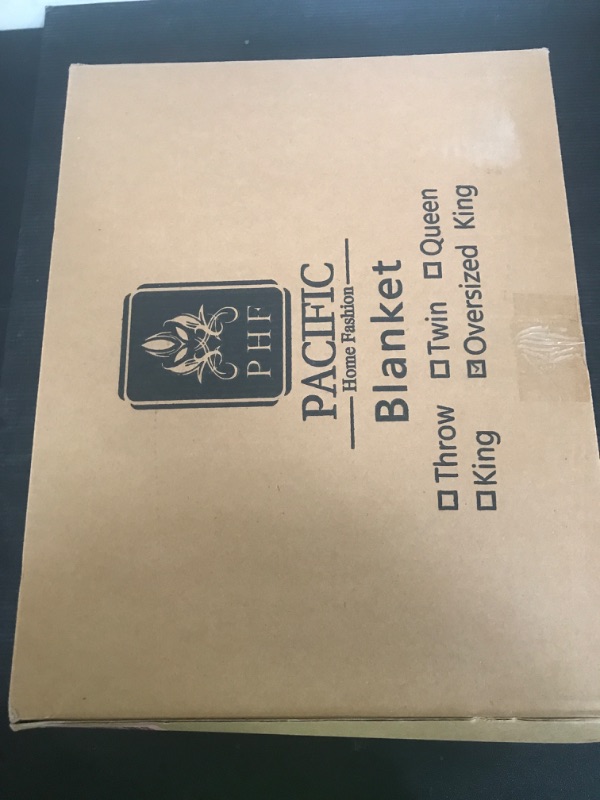 PHF
PACIFIC
Home Fashion
Blanket
☐ Throw ☐ Twin ☐ Queen
☐ King ☒ Oversized King